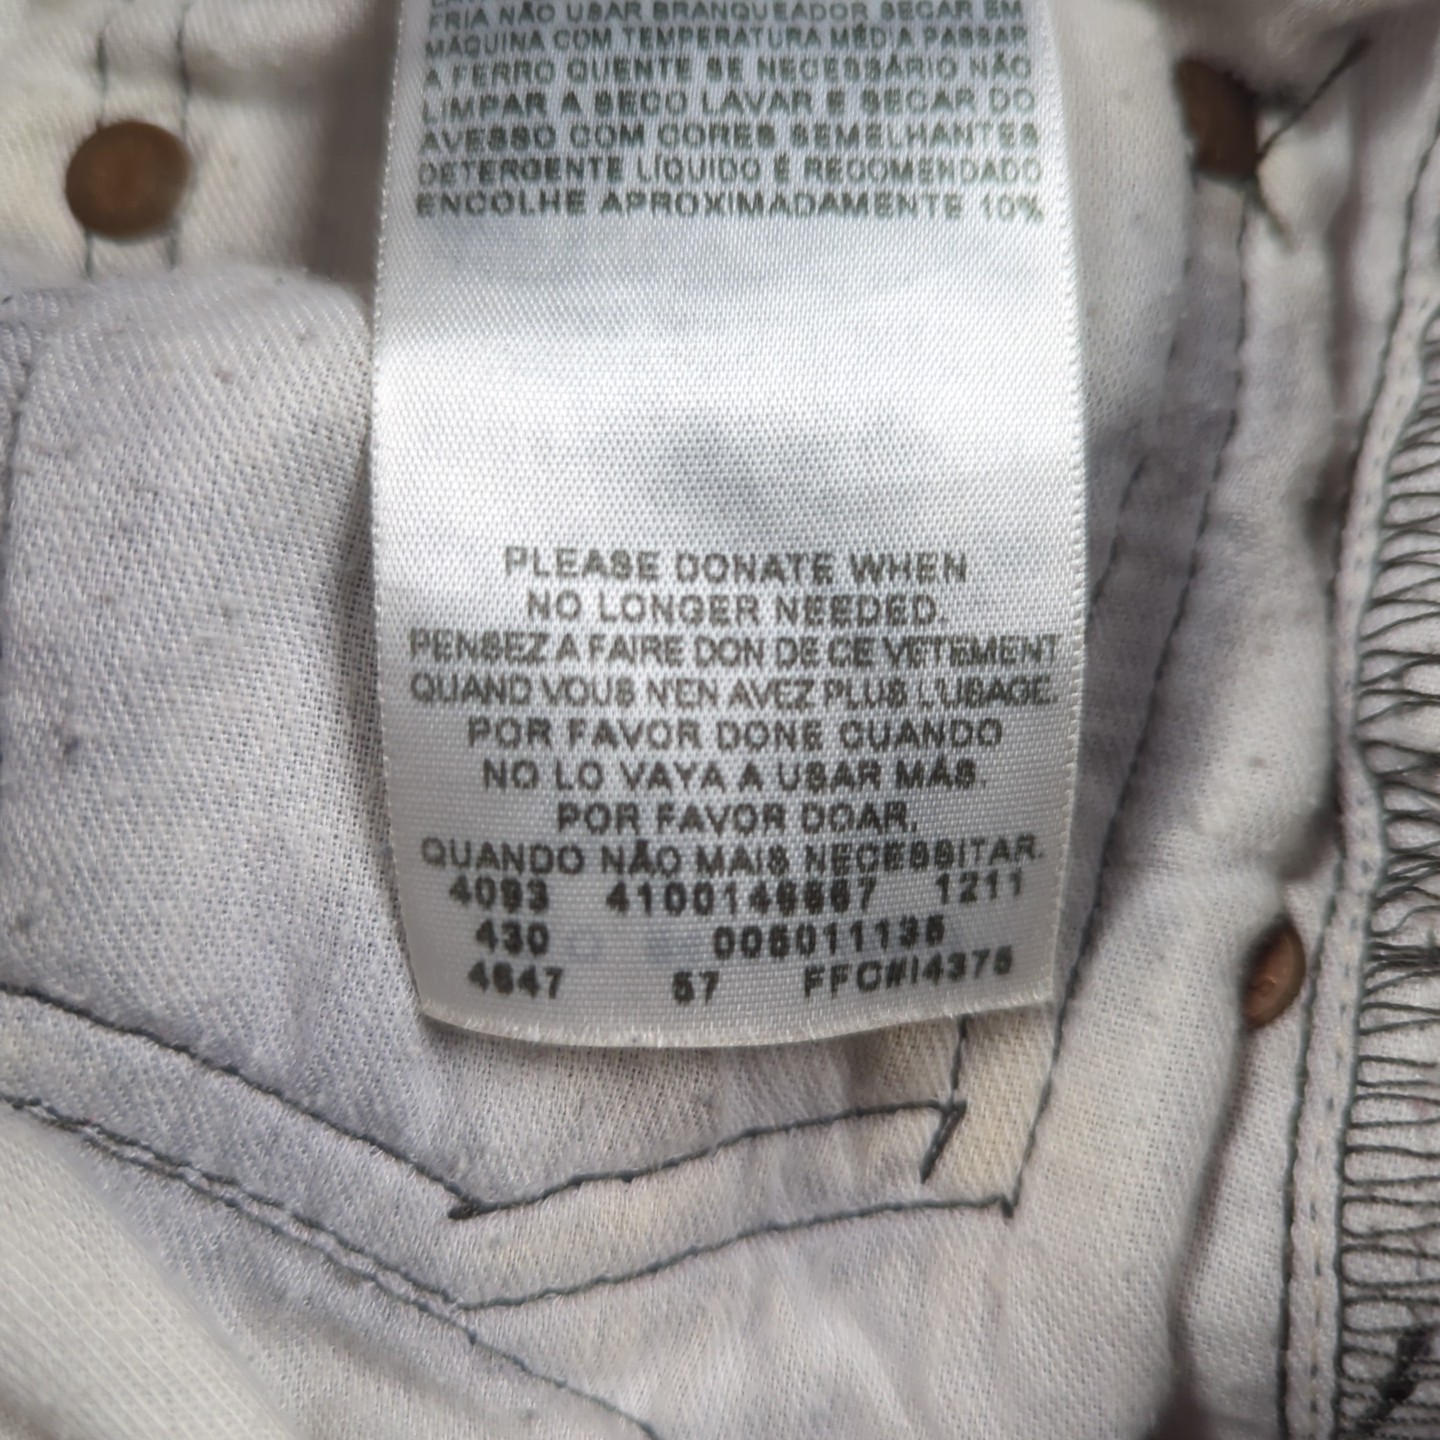 FRIA NÃO USAR BRANQUEADOR SECAR EM
MÁQUINA COM TEMPERATURA MÉDIA PASSAR
A FERRO QUENTE SE NECESSÁRIO NÃO
LIMPAR A SECO LAVAR E SECAR DO
AVESSO COM CORES SEMELHANTES
DETERGENTE LÍQUIDO É RECOMENDADO
ENCOLHE APROXIMADAMENTE 10%
PLEASE DONATE WHEN
NO LONGER NEEDED.
PENSEZ A FAIRE DON DE CE VETEMENT
QUAND VOUS N'EN AVEZ PLUS L'USAGE.
POR FAVOR DONE CUANDO
NO LO VAYA A USAR MÁS.
POR FAVOR DOAR,
QUANDO NÃO MAIS NECESSITAR.
4093 1211
430
4647 57